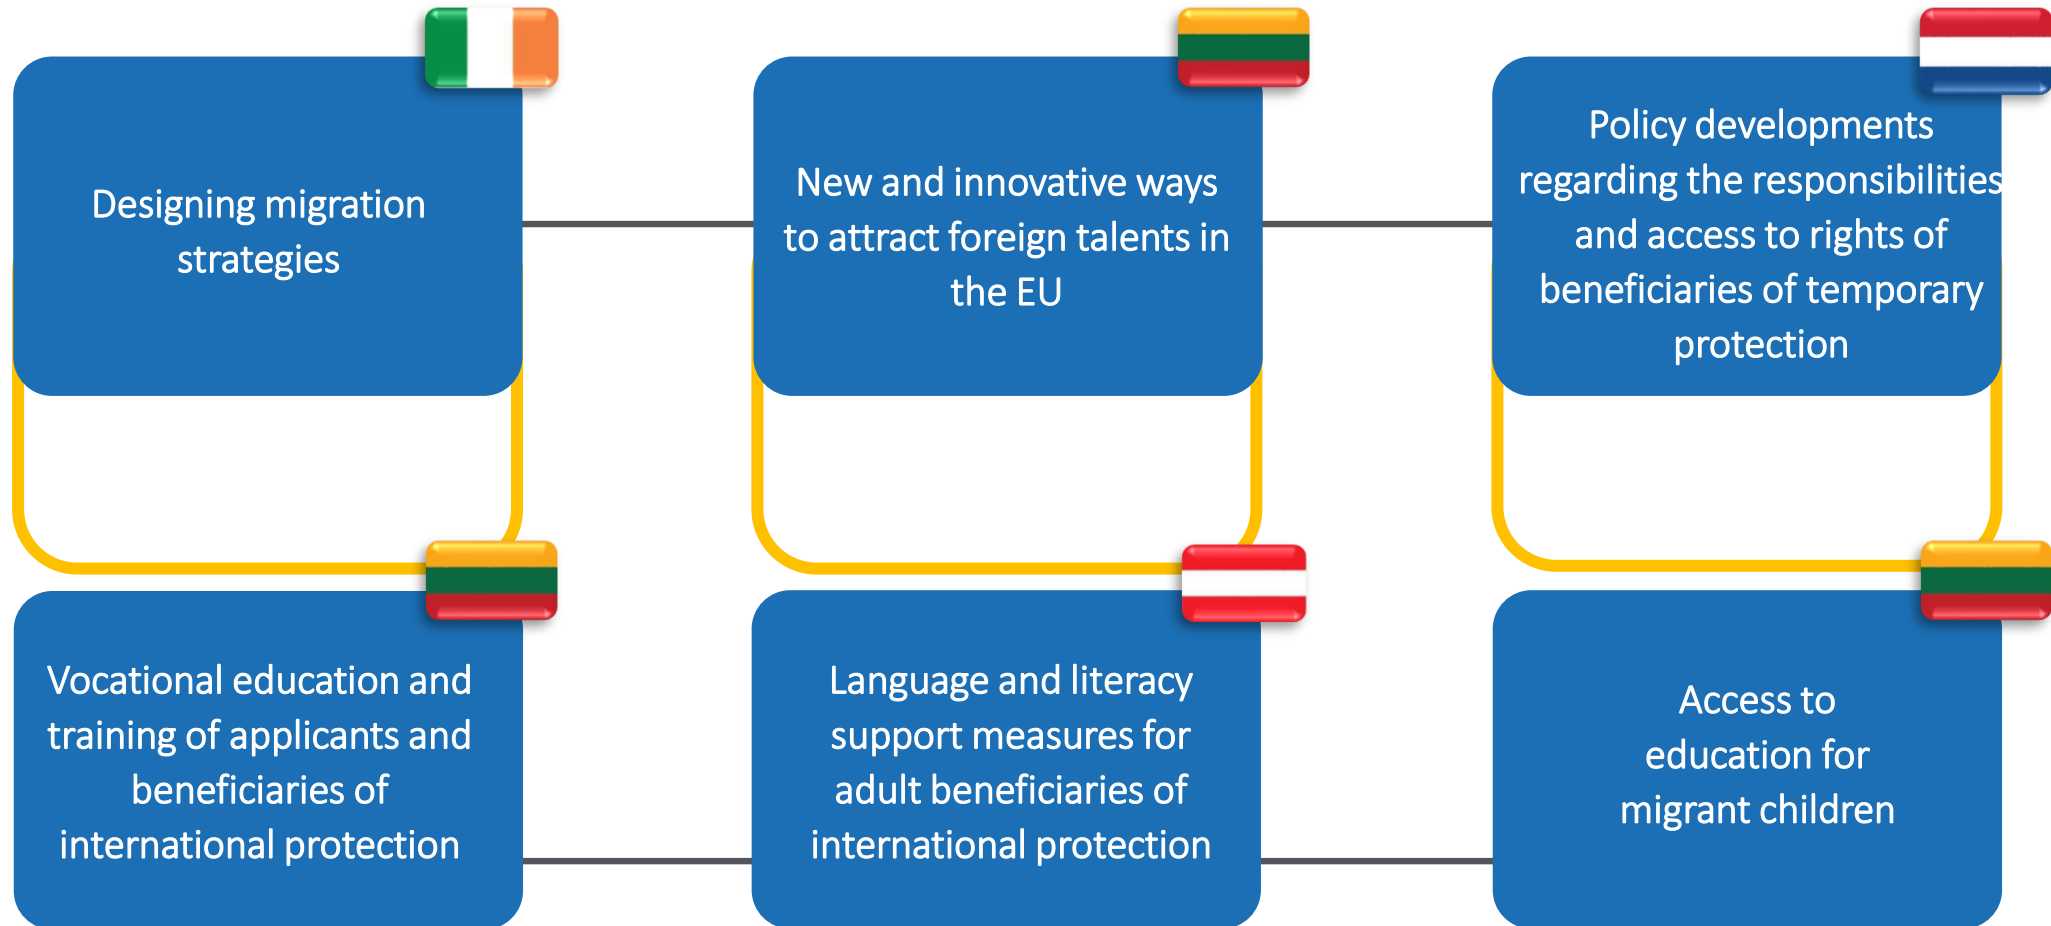 Designing migration
strategies
New and innovative ways
to attract foreign talents in
the EU
Policy developments
regarding the responsibilities
and access to rights of
beneficiaries of temporary
protection
Vocational education and
training of applicants and
beneficiaries of
international protection
Language and literacy
support measures for
adult beneficiaries of
international protection
Access to
education for
migrant children